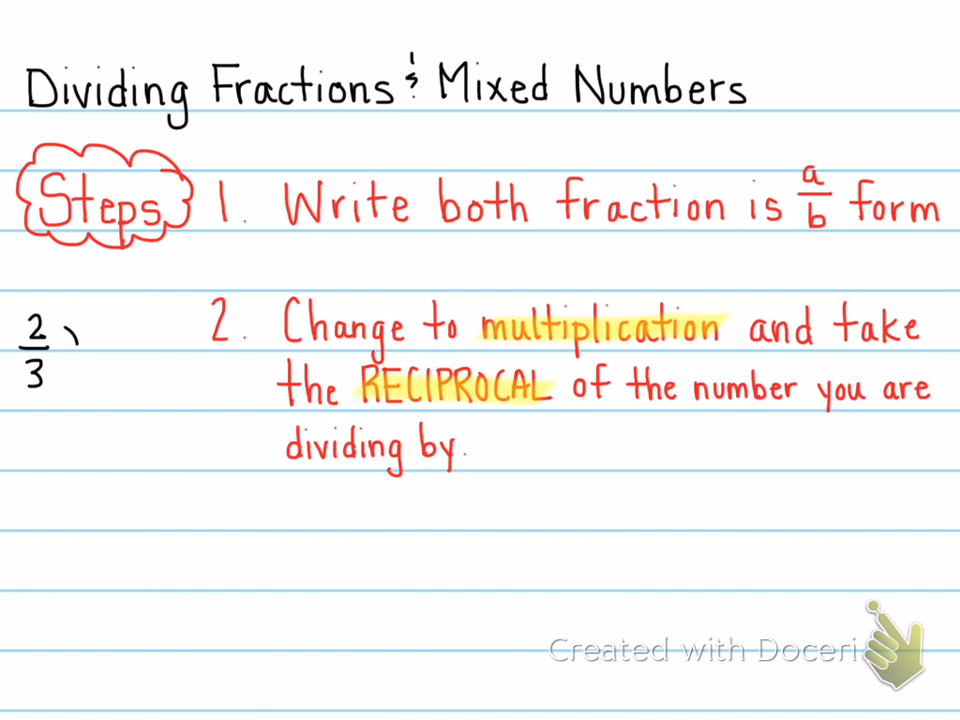 Dividing Fractions & Mixed Numbers
Steps 1. Write both fraction is a/b form
2/3 2. Change to multiplication and take
the RECIPROCAL of the number you are
dividing by.
Created with Doceri